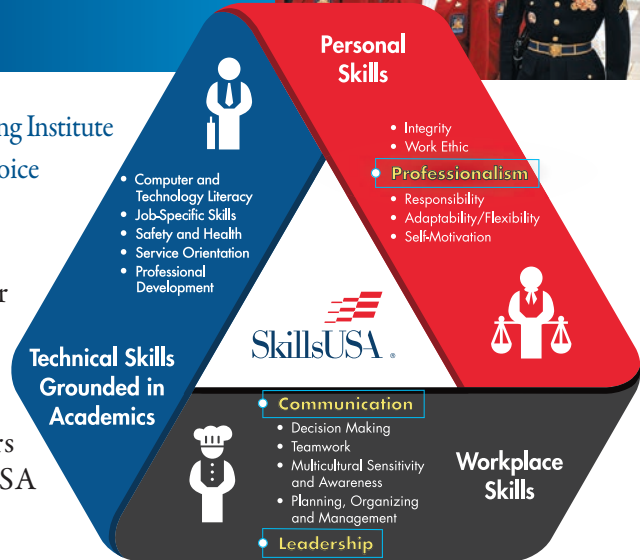 ng Institute
oice
r
rs
SA
Personal
Skills
• Integrity
• Work Ethic
• Professionalism
• Responsibility
• Adaptability/Flexibility
• Self-Motivation
• Computer and
Technology Literacy
• Job-Specific Skills
• Safety and Health
• Service Orientation
• Professional
Development
Technical Skills
Grounded in
Academics
SkillsUSA®
• Communication
• Decision Making
• Teamwork
• Multicultural Sensitivity
and Awareness
• Planning, Organizing
and Management
• Leadership
Workplace
Skills